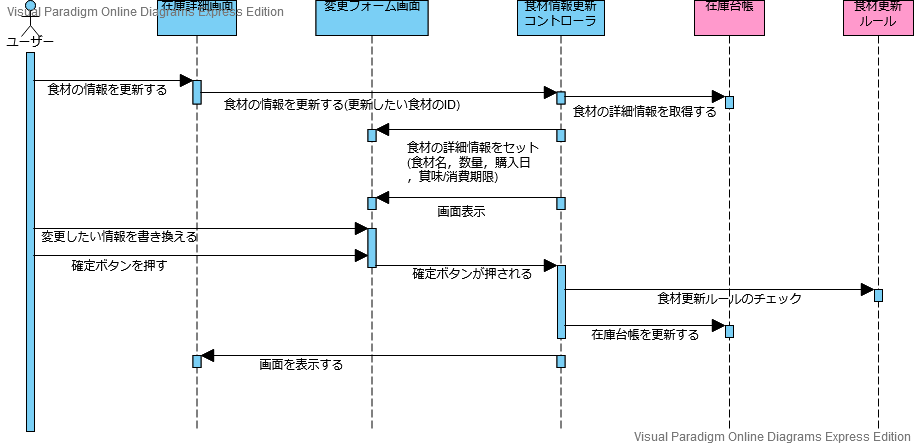 Visual Paradigm Online Diagrams Express Edition
ユーザー
在庫詳細画面
変更フォーム画面
食材情報更新
コントローラ
在庫台帳
食材更新
ルール
食材の情報を更新する
食材の情報を更新する(更新したい食材のID)
食材の詳細情報を取得する
食材の詳細情報をセット
(食材名，数量，購入日
，賞味/消費期限)
画面表示
変更したい情報を書き換える
確定ボタンを押す
確定ボタンが押される
食材更新ルールのチェック
在庫台帳を更新する
画面を表示する
Visual Paradigm Online Diagrams Express Edition